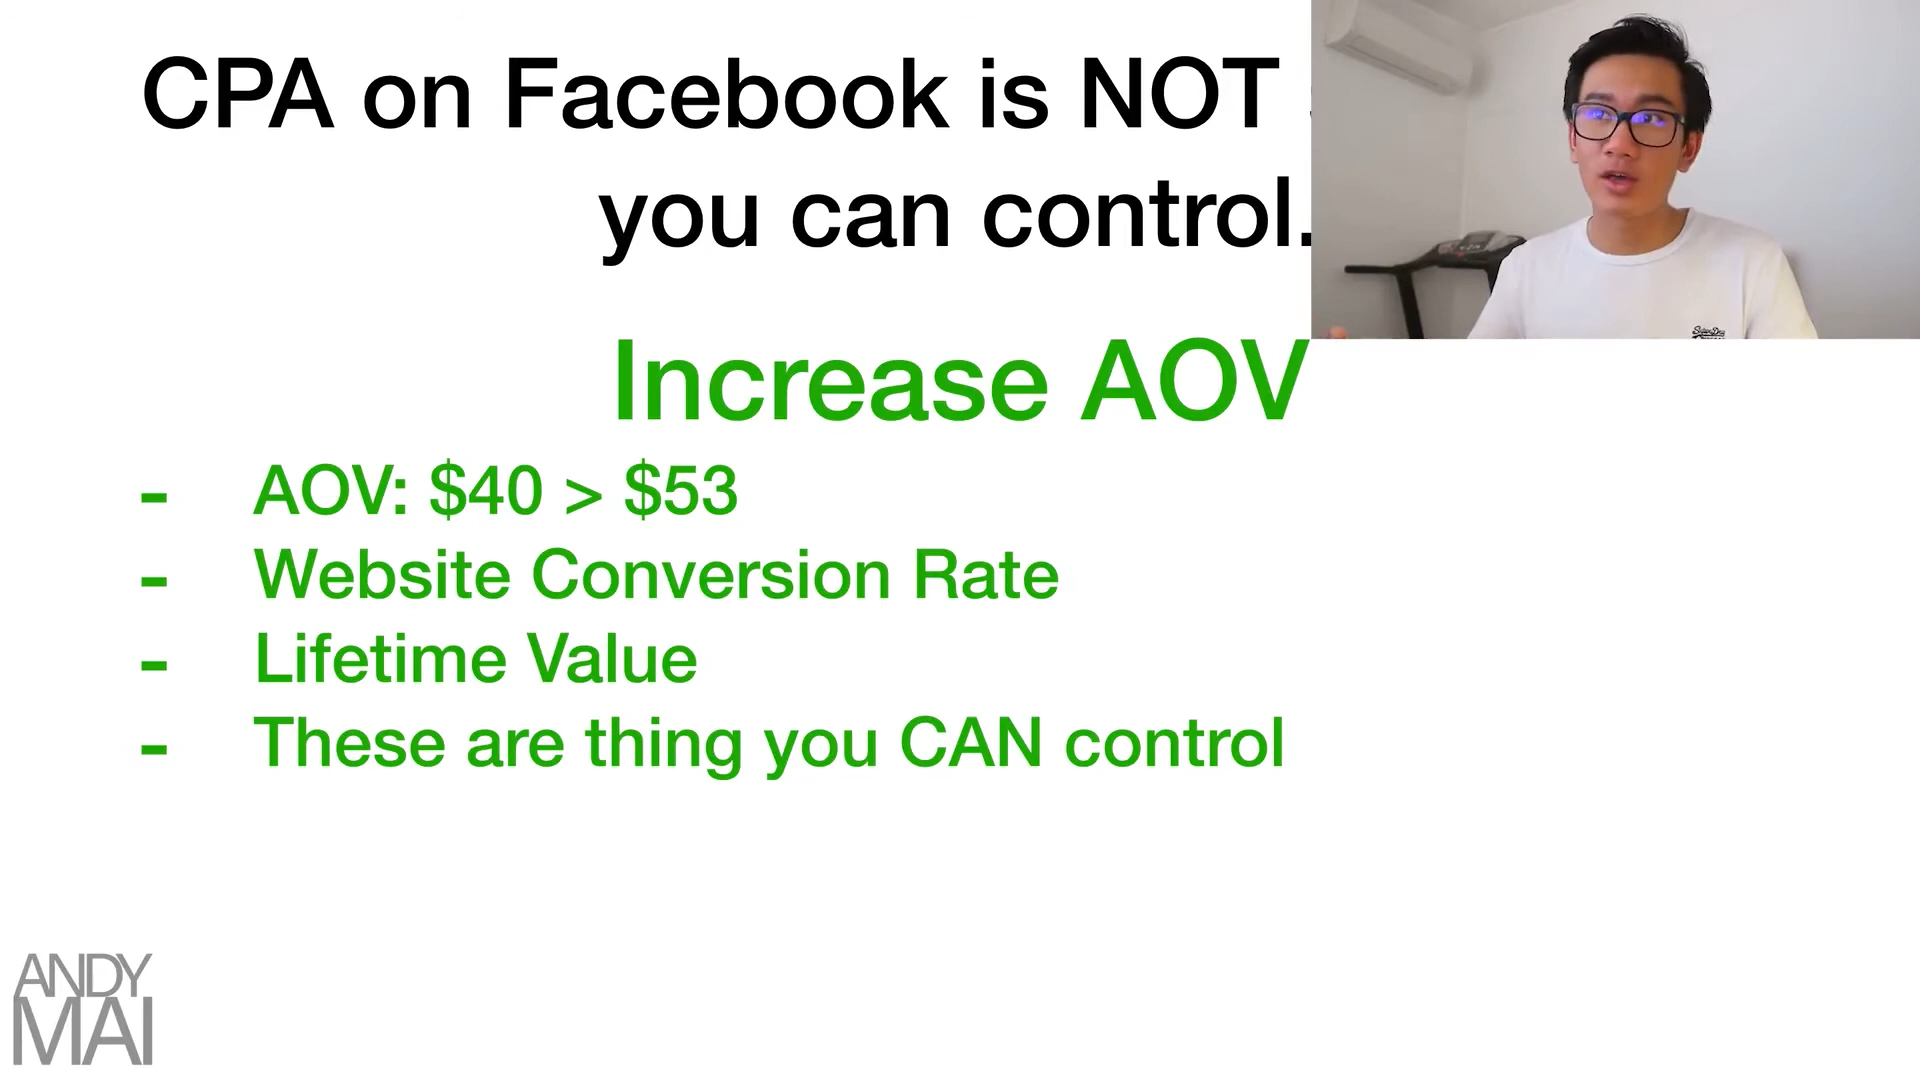 CPA on Facebook is NOT
you can control.
Increase AOV
- AOV: $40 > $53
- Website Conversion Rate
- Lifetime Value
- These are thing you CAN control
ANDY
MAI